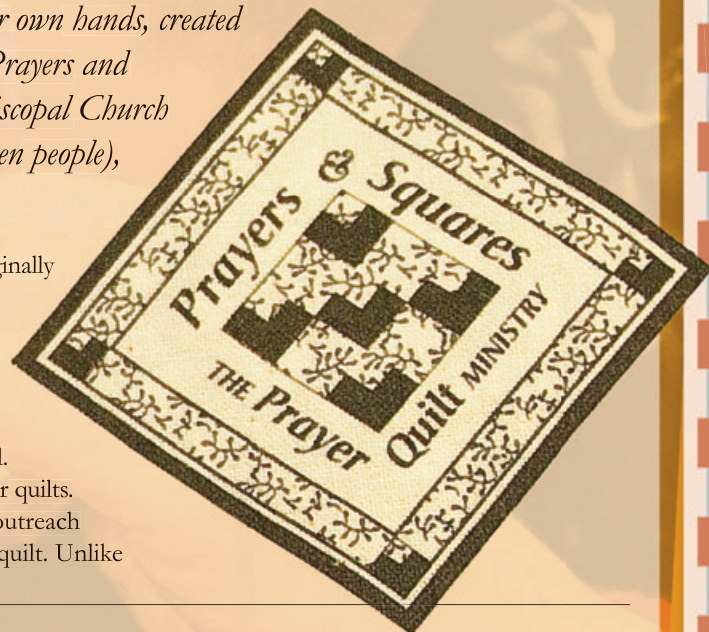 r own hands, created
Prayers and
iscopal Church
en people),
ginally
l.
r quilts.
outreach
quilt. Unlike
Prayers & Squares
THE Prayer Quilt MINISTRY